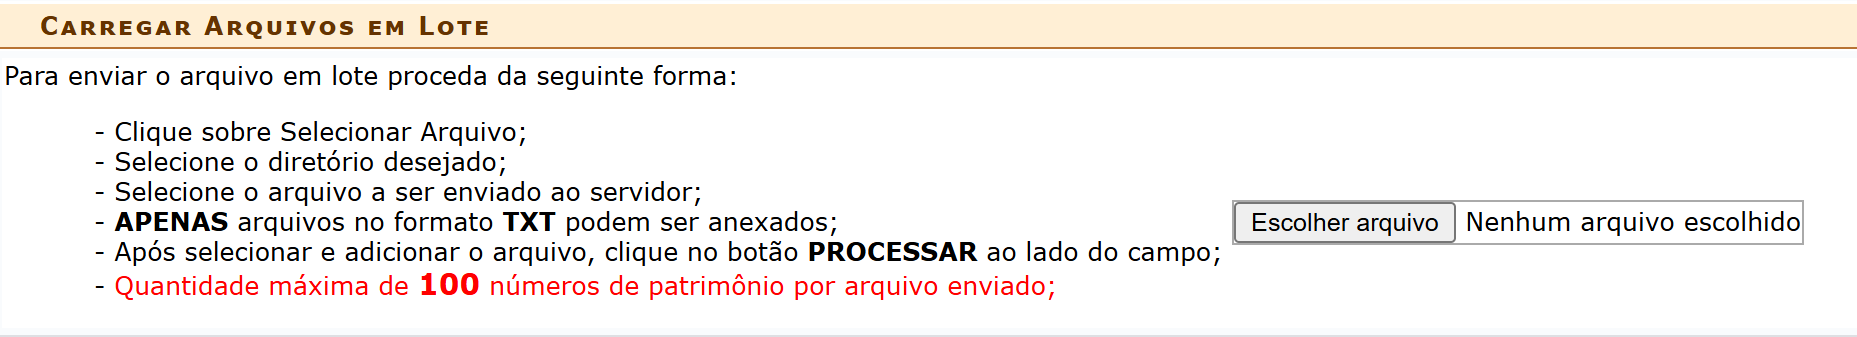 Carregar Arquivos em Lote
Para enviar o arquivo em lote proceda da seguinte forma:
- Clique sobre Selecionar Arquivo;
- Selecione o diretório desejado;
- Selecione o arquivo a ser enviado ao servidor;
- APENAS arquivos no formato TXT podem ser anexados;
- Após selecionar e adicionar o arquivo, clique no botão PROCESSAR ao lado do campo;
- Quantidade máxima de 100 números de patrimônio por arquivo enviado;
Escolher arquivo Nenhum arquivo escolhido